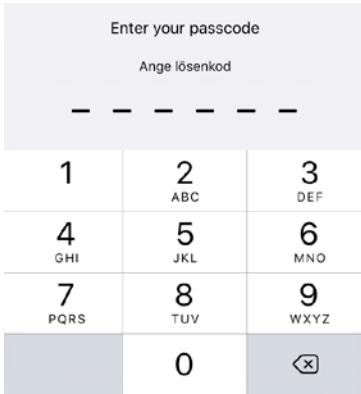 Enter your passcode
Ange lösenkod
1 2 3
ABC DEF
4 5 6
GHI JKL MNO
7 8 9
PQRS TUV WXYZ
0